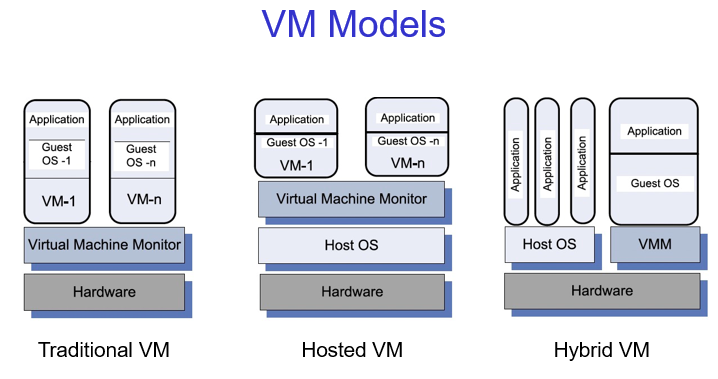 VM Models
Application
Guest
OS -1
VM-1
Application
Guest
OS -n
VM-n
Virtual Machine Monitor
Hardware
Traditional VM
Application
Guest OS -1
VM-1
Application
Guest OS -n
VM-n
Virtual Machine Monitor
Host OS
Hardware
Hosted VM
Application
Application
Application
Application
Guest OS
Host OS
VMM
Hardware
Hybrid VM